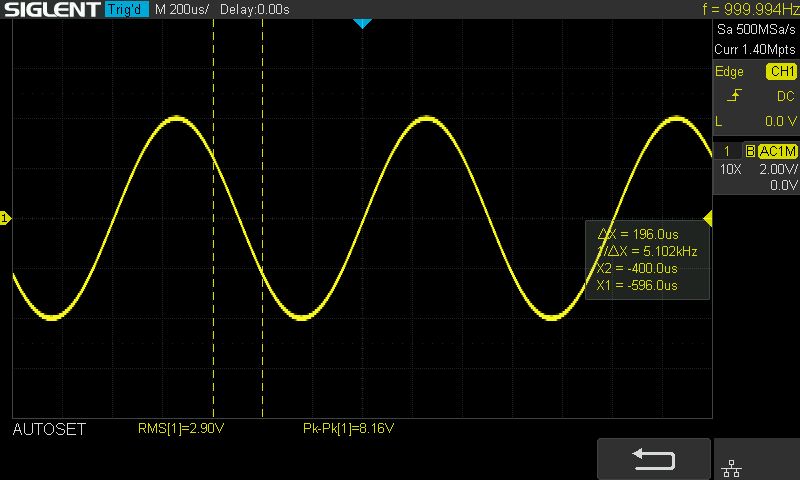 SIGLENT Trig'd M 200us/ Delay:0.00s f = 999.994Hz
Sa 500MSa/s
Curr 1.40Mpts
Edge CH1
DC
L 0.0 V
1 B AC1M
10X 2.00V/
0.0V
1
ΔX = 196.0us
1/ΔX = 5.102kHz
X2 = -400.0us
X1 = -596.0us
AUTOSET RMS[1]=2.90V Pk-Pk[1]=8.16V